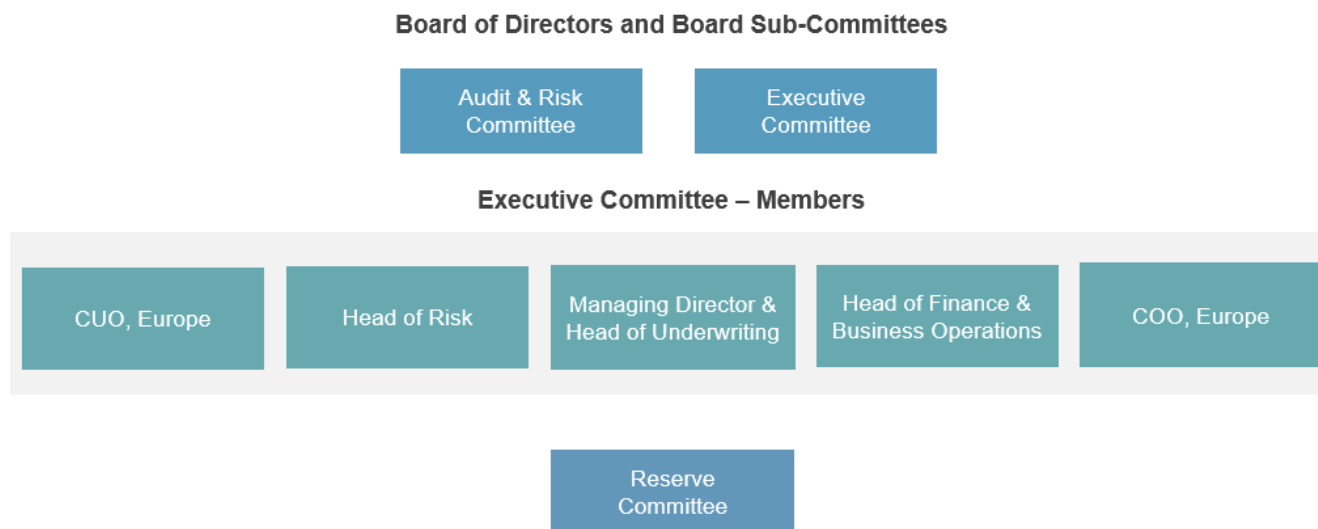 Board of Directors and Board Sub-Committees
Audit & Risk
Committee
Executive
Committee
Executive Committee – Members
CUO, Europe
Head of Risk
Managing Director &
Head of Underwriting
Head of Finance &
Business Operations
COO, Europe
Reserve
Committee